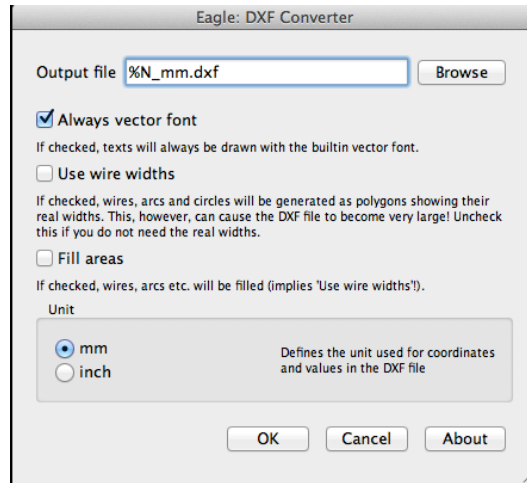 Eagle: DXF Converter
Output file %N_mm.dxf Browse
Always vector font
If checked, texts will always be drawn with the builtin vector font.
Use wire widths
If checked, wires, arcs and circles will be generated as polygons showing their
real widths. This, however, can cause the DXF file to become very large! Uncheck
this if you do not need the real widths.
Fill areas
If checked, wires, arcs etc. will be filled (implies 'Use wire widths'!).
Unit
mm
inch
Defines the unit used for coordinates
and values in the DXF file
OK Cancel About